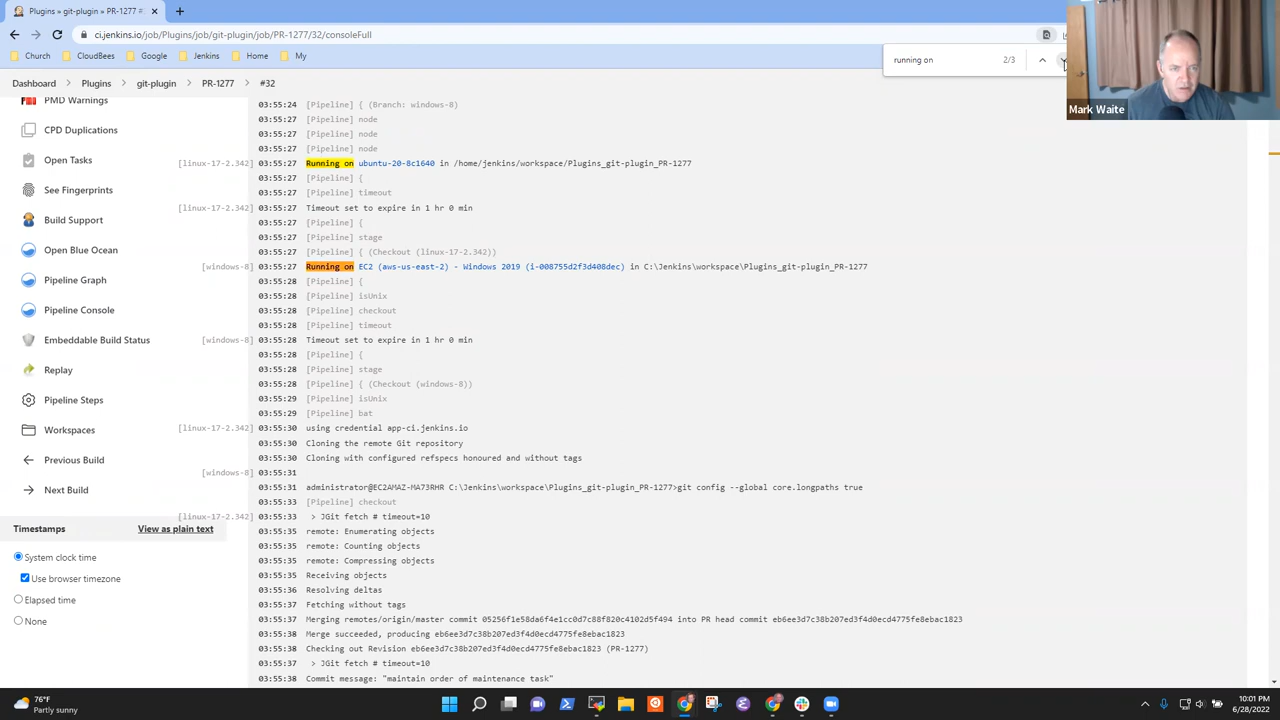 Plugins » git-plugin » PR-1277 #
ci.jenkins.io/job/Plugins/job/git-plugin/job/PR-1277/32/consoleFull
Church CloudBees Google Jenkins Home My
running on 2/3
Mark Waite
Dashboard Plugins git-plugin PR-1277 #32
PMD Warnings
CPD Duplications
Open Tasks
See Fingerprints
Build Support
Open Blue Ocean
Pipeline Graph
Pipeline Console
Embeddable Build Status
Replay
Pipeline Steps
Workspaces
Previous Build
Next Build
Timestamps View as plain text
System clock time
Use browser timezone
Elapsed time
None
03:55:24 [Pipeline] { (Branch: windows-8)
03:55:27 [Pipeline] node
03:55:27 [Pipeline] node
03:55:27 [Pipeline] node
[linux-17-2.342] 03:55:27 Running on ubuntu-20-8c1640 in /home/jenkins/workspace/Plugins_git-plugin_PR-1277
03:55:27 [Pipeline] {
03:55:27 [Pipeline] timeout
[linux-17-2.342] 03:55:27 Timeout set to expire in 1 hr 0 min
03:55:27 [Pipeline] {
03:55:27 [Pipeline] stage
03:55:27 [Pipeline] { (Checkout (linux-17-2.342))
[windows-8] 03:55:27 Running on EC2 (aws-us-east-2) - Windows 2019 (i-008755d2f3d408dec) in C:\Jenkins\workspace\Plugins_git-plugin_PR-1277
03:55:28 [Pipeline] {
03:55:28 [Pipeline] isUnix
03:55:28 [Pipeline] checkout
03:55:28 [Pipeline] timeout
[windows-8] 03:55:28 Timeout set to expire in 1 hr 0 min
03:55:28 [Pipeline] {
03:55:28 [Pipeline] stage
03:55:28 [Pipeline] { (Checkout (windows-8))
03:55:29 [Pipeline] isUnix
03:55:29 [Pipeline] bat
[linux-17-2.342] 03:55:30 using credential app-ci.jenkins.io
03:55:30 Cloning the remote Git repository
03:55:30 Cloning with configured refspecs honoured and without tags
[windows-8] 03:55:31
03:55:31 administrator@EC2AMAZ-MA73RHR C:\Jenkins\workspace\Plugins_git-plugin_PR-1277>git config --global core.longpaths true
03:55:33 [Pipeline] checkout
[linux-17-2.342] 03:55:33 > JGit fetch # timeout=10
03:55:35 remote: Enumerating objects
03:55:35 remote: Counting objects
03:55:35 remote: Compressing objects
03:55:35 Receiving objects
03:55:36 Resolving deltas
03:55:37 Fetching without tags
03:55:37 Merging remotes/origin/master commit 05256f1e58da6f4e1cc0d7c88f820c4102d5f494 into PR head commit eb6ee3d7c38b207ed3f4d0ecd4775fe8ebac1823
03:55:38 Merge succeeded, producing eb6ee3d7c38b207ed3f4d0ecd4775fe8ebac1823
03:55:38 Checking out Revision eb6ee3d7c38b207ed3f4d0ecd4775fe8ebac1823 (PR-1277)
03:55:37 > JGit fetch # timeout=10
03:55:38 Commit message: "maintain order of maintenance task"
76°F
Partly sunny
10:01 PM
6/28/2022